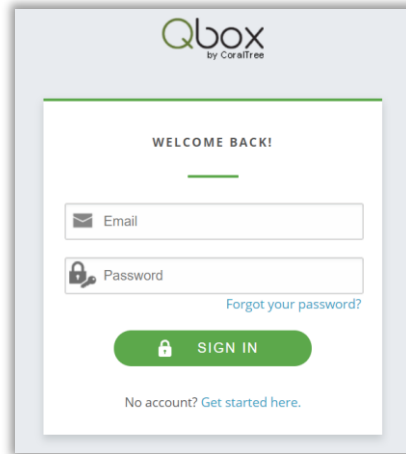 Qbox
by CoralTree
WELCOME BACK!
Email
Password
Forgot your password?
SIGN IN
No account? Get started here.